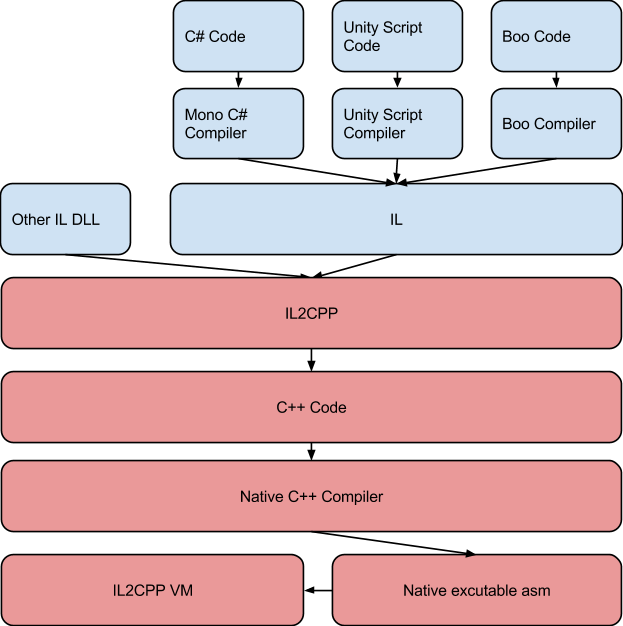 C# Code
Unity Script
Code
Boo Code
Mono C#
Compiler
Unity Script
Compiler
Boo Compiler
Other IL DLL
IL
IL2CPP
C++ Code
Native C++ Compiler
IL2CPP VM
Native excutable asm